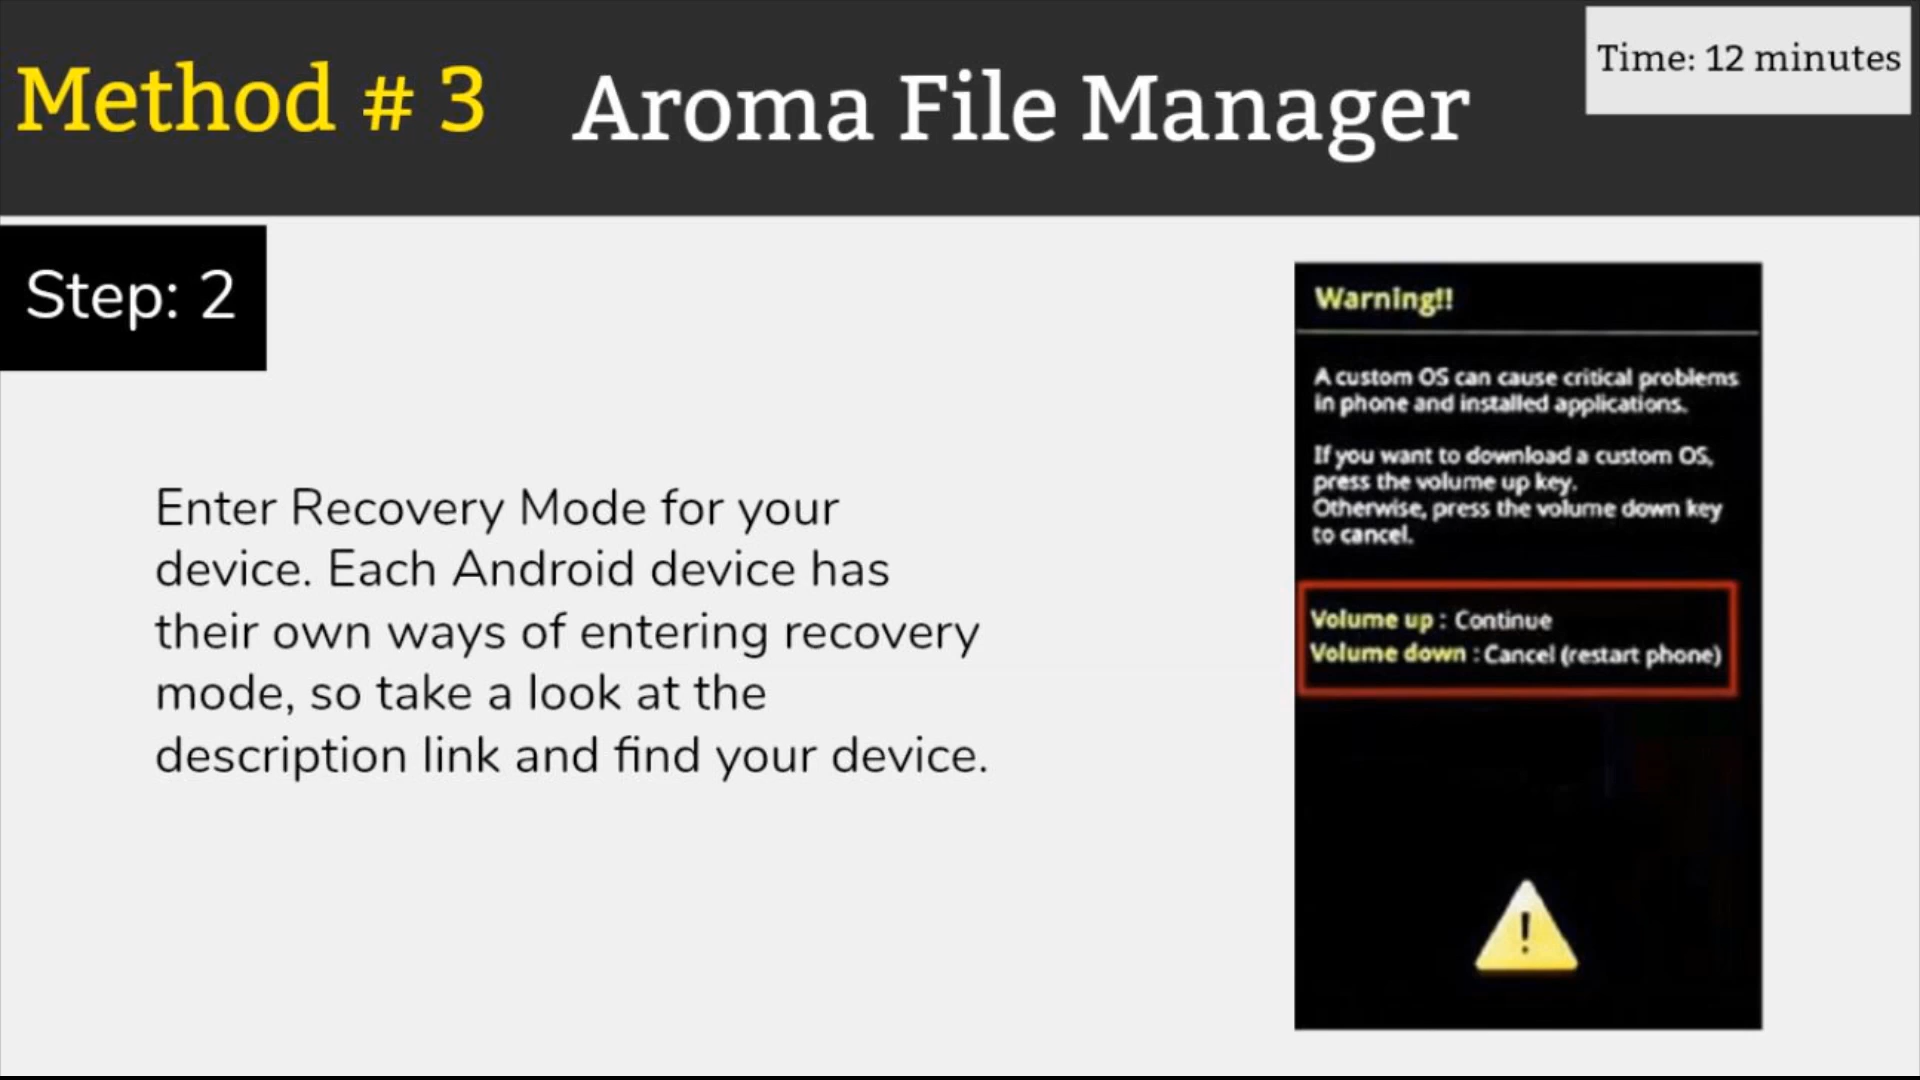 Method # 3 Aroma File Manager
Time: 12 minutes
Step: 2
Enter Recovery Mode for your
device. Each Android device has
their own ways of entering recovery
mode, so take a look at the
description link and find your device.
Warning!!
A custom OS can cause critical problems
in phone and installed applications.
If you want to download a custom OS,
press the volume up key.
Otherwise, press the volume down key
to cancel.
Volume up : Continue
Volume down : Cancel (restart phone)
!